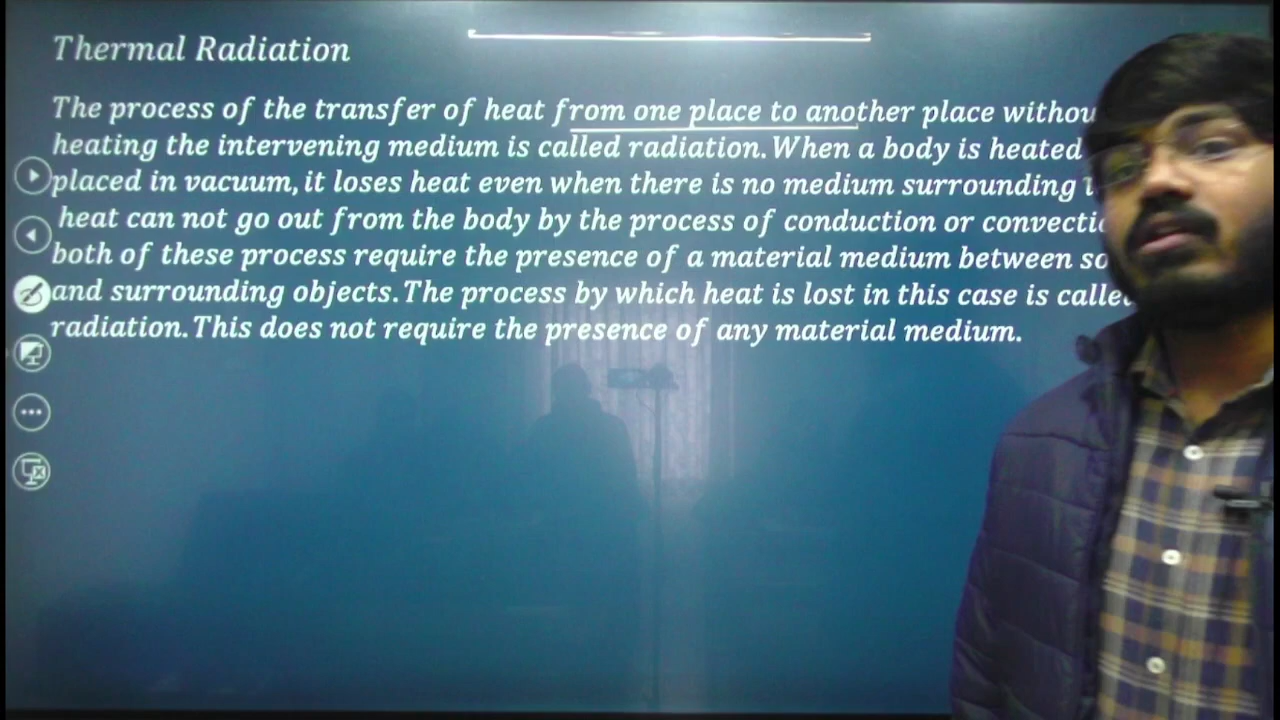 Thermal Radiation
The process of the transfer of heat from one place to another place withou
heating the intervening medium is called radiation. When a body is heated
placed in vacuum, it loses heat even when there is no medium surrounding
heat can not go out from the body by the process of conduction or convecti
both of these process require the presence of a material medium between so
and surrounding objects. The process by which heat is lost in this case is called
radiation. This does not require the presence of any material medium.